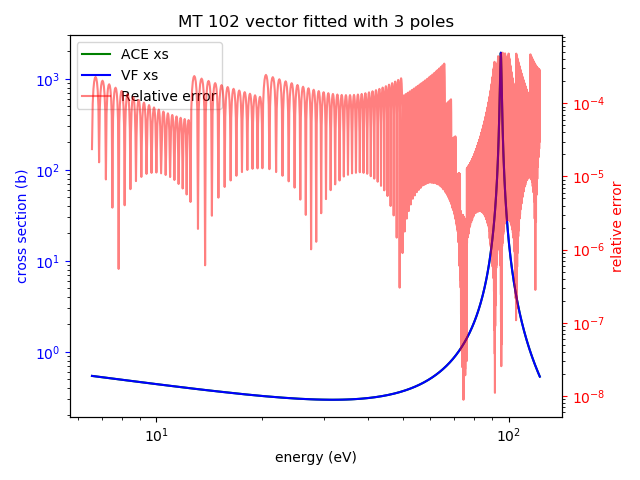 MT 102 vector fitted with 3 poles
ACE xs
VF xs
Relative error
10³
10²
10¹
10⁰
cross section (b)
10⁻⁴
10⁻⁵
10⁻⁶
10⁻⁷
10⁻⁸
relative error
10¹
10²
energy (eV)